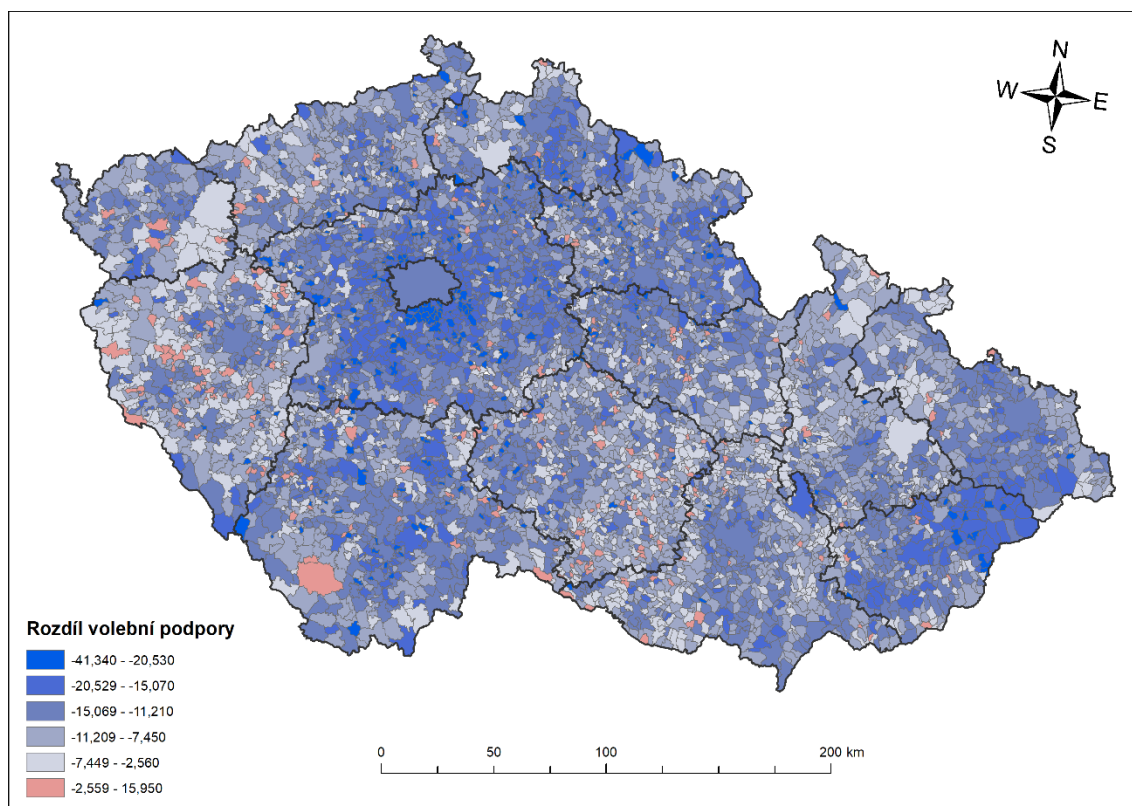 N
W E
S
Rozdíl volební podpory
-41,340 - -20,530
-20,529 - -15,070
-15,069 - -11,210
-11,209 - -7,450
-7,449 - -2,560
-2,559 - 15,950
0 50 100 200 km